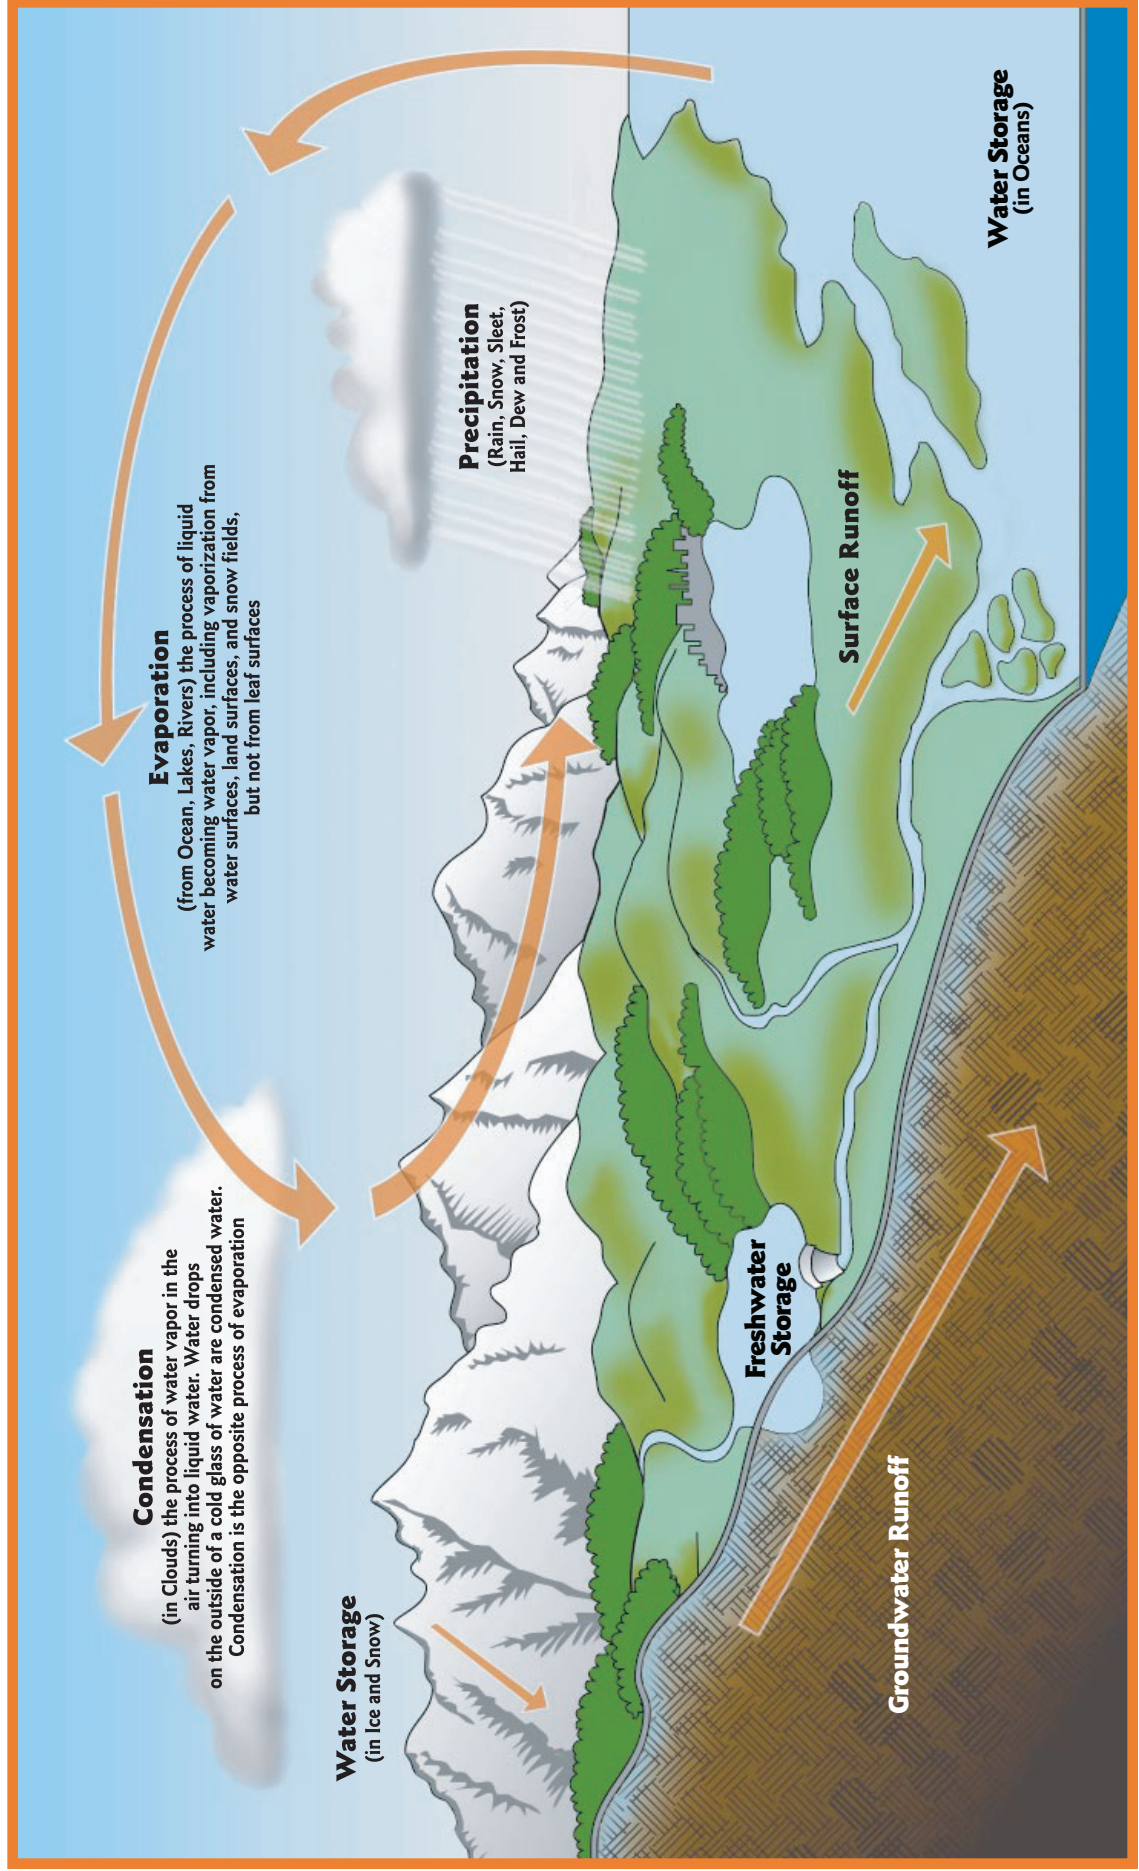 Condensation
(in Clouds) the process of water vapor in the
air turning into liquid water. Water drops
on the outside of a cold glass of water are condensed water.
Condensation is the opposite process of evaporation
Evaporation
(from Ocean, Lakes, Rivers) the process of liquid
water becoming water vapor, including vaporization from
water surfaces, land surfaces, and snow fields,
but not from leaf surfaces
Water Storage
(in Ice and Snow)
Precipitation
(Rain, Snow, Sleet,
Hail, Dew and Frost)
Freshwater
Storage
Surface Runoff
Groundwater Runoff
Water Storage
(in Oceans)